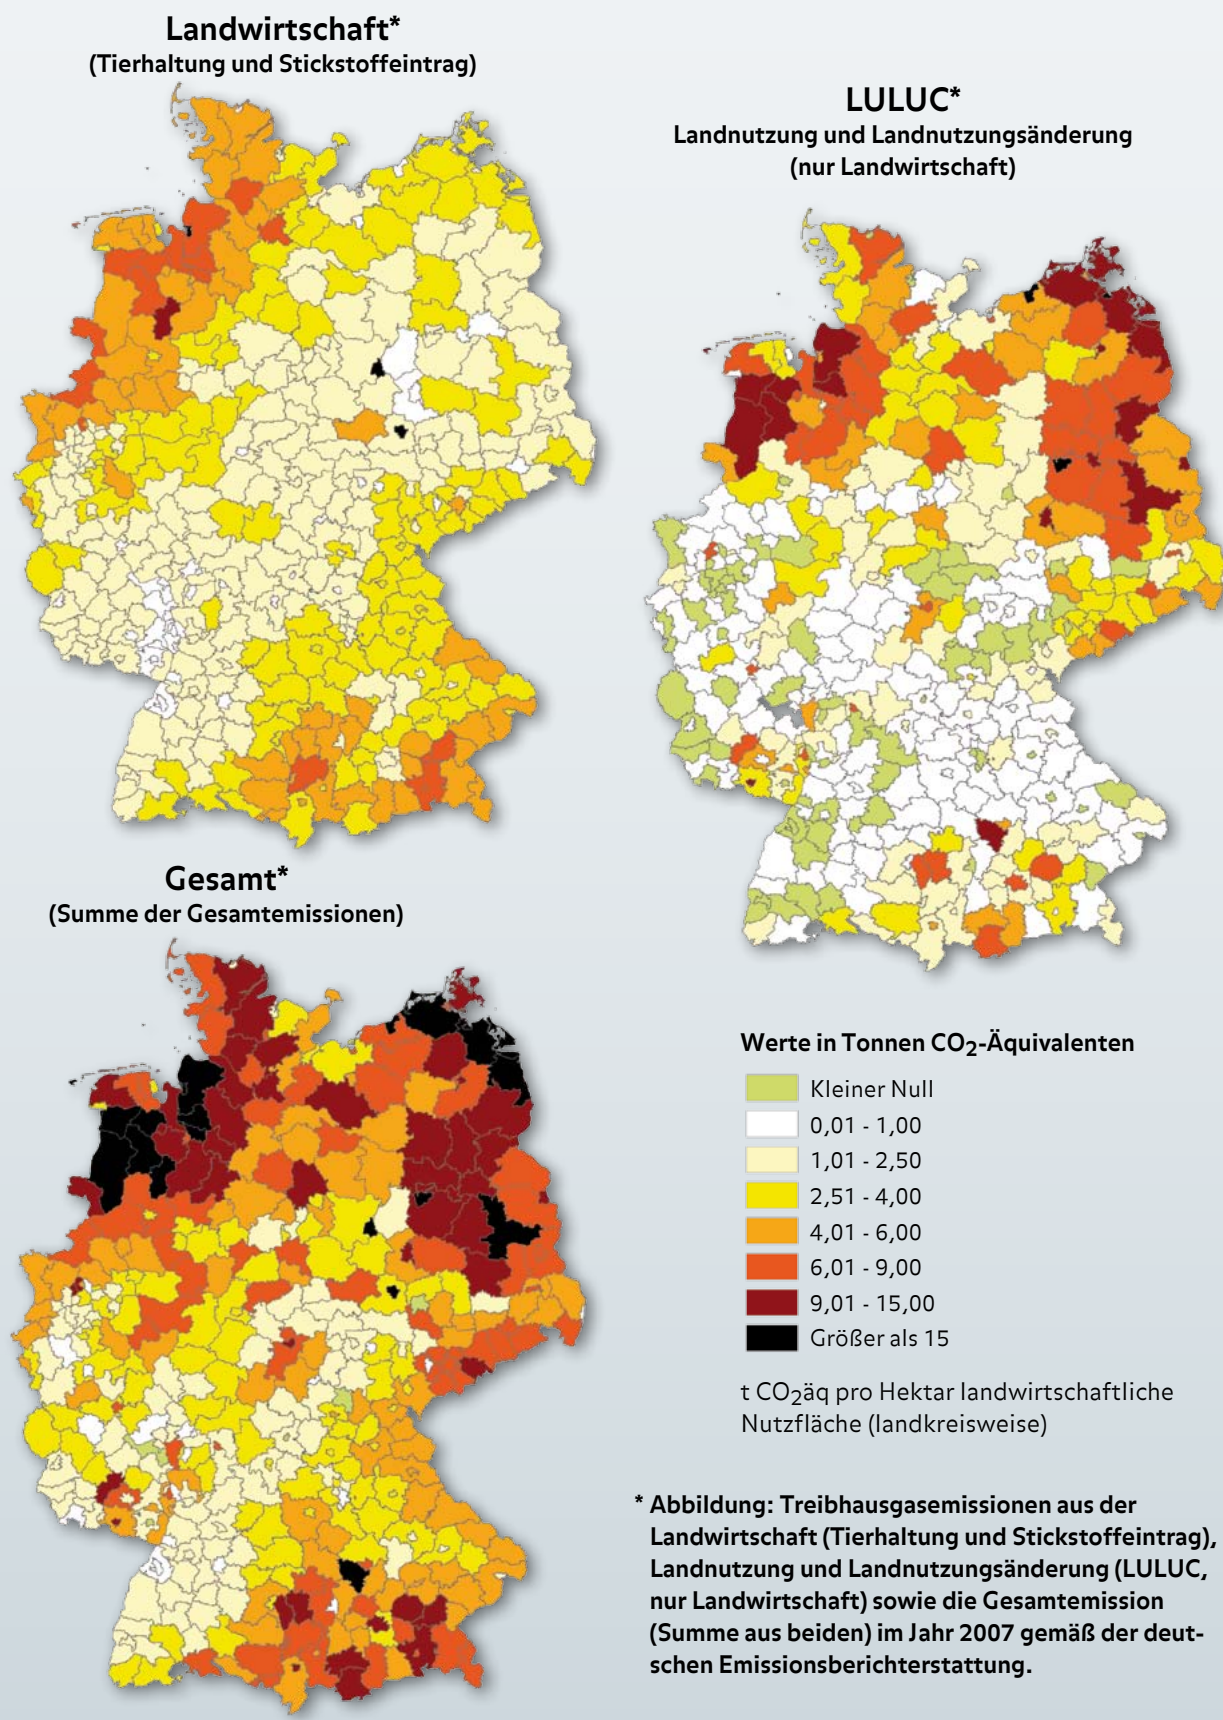 Landwirtschaft*
(Tierhaltung und Stickstoffeintrag)
LULUC*
Landnutzung und Landnutzungsänderung
(nur Landwirtschaft)
Gesamt*
(Summe der Gesamtemissionen)
Werte in Tonnen CO2-Äquivalenten
Kleiner Null
0,01 - 1,00
1,01 - 2,50
2,51 - 4,00
4,01 - 6,00
6,01 - 9,00
9,01 - 15,00
Größer als 15
t CO2äq pro Hektar landwirtschaftliche
Nutzfläche (landkreisweise)
* Abbildung: Treibhausgasemissionen aus der
Landwirtschaft (Tierhaltung und Stickstoffeintrag),
Landnutzung und Landnutzungsänderung (LULUC,
nur Landwirtschaft) sowie die Gesamtemission
(Summe aus beiden) im Jahr 2007 gemäß der deut-
schen Emissionsberichterstattung.